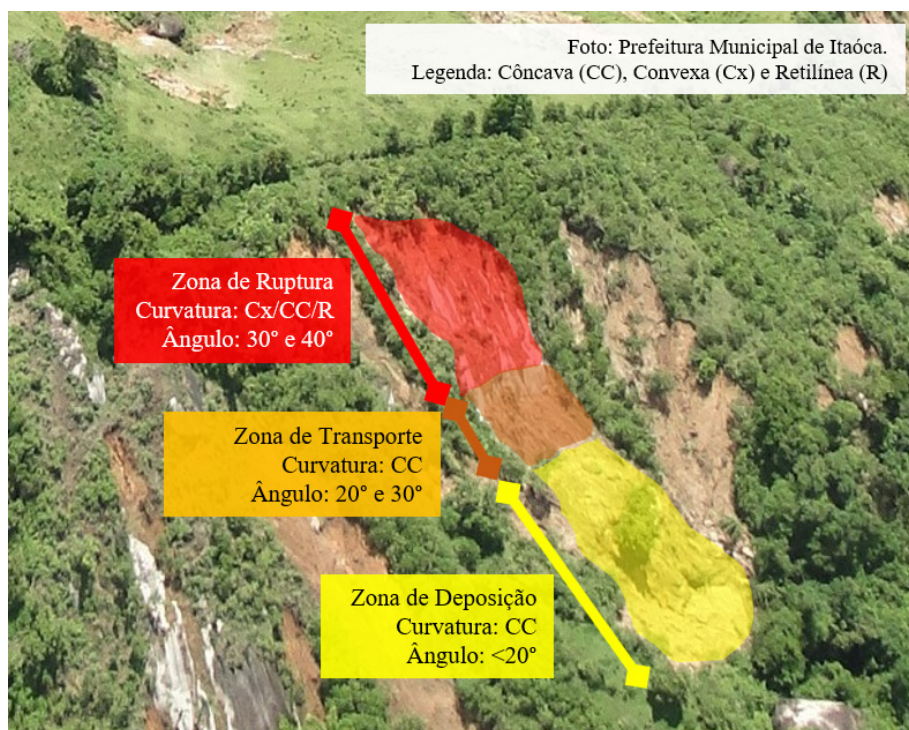 Foto: Prefeitura Municipal de Itaóca.
Legenda: Côncava (CC), Convexa (Cx) e Retilínea (R)
Zona de Ruptura
Curvatura: Cx/CC/R
Ângulo: 30° e 40°
Zona de Transporte
Curvatura: CC
Ângulo: 20° e 30°
Zona de Deposição
Curvatura: CC
Ângulo: <20°